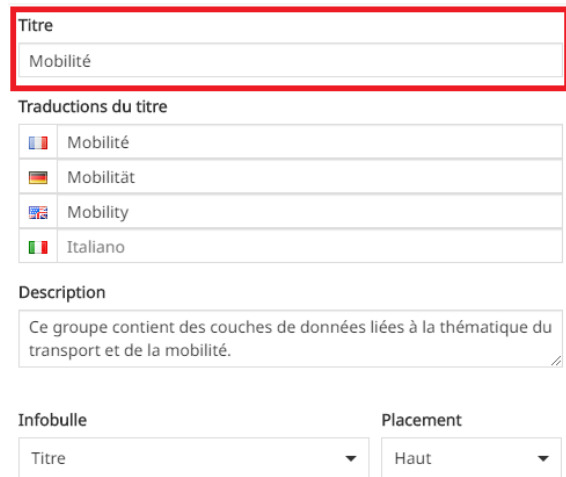 Titre
Mobilité
Traductions du titre
Mobilité
Mobilität
Mobility
Italiano
Description
Ce groupe contient des couches de données liées à la thématique du
transport et de la mobilité.
Infobulle Placement
Titre Haut